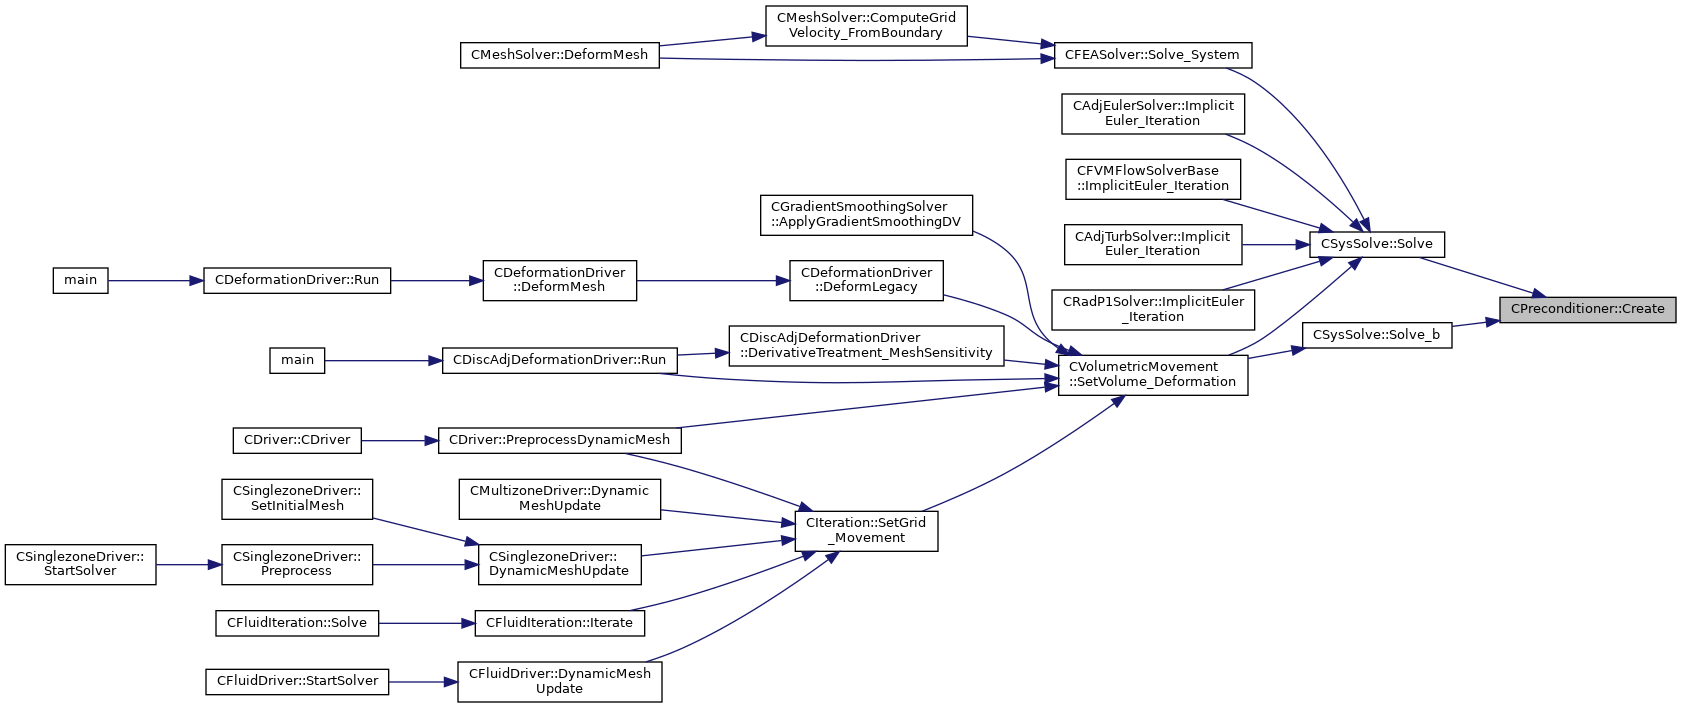 CMeshSolver::ComputeGrid
Velocity_FromBoundary
CMeshSolver::DeformMesh
CFEASolver::Solve_System
CAdjEulerSolver::Implicit
Euler_Iteration
CFVMFlowSolverBase
::ImplicitEuler_Iteration
CGradientSmoothingSolver
::ApplyGradientSmoothingDV
CAdjTurbSolver::Implicit
Euler_Iteration
CSysSolve::Solve
main
CDeformationDriver::Run
CDeformationDriver
::DeformMesh
CDeformationDriver
::DeformLegacy
CRadP1Solver::ImplicitEuler
_Iteration
CPreconditioner::Create
CSysSolve::Solve_b
main
CDiscAdjDeformationDriver::Run
CDiscAdjDeformationDriver
::DerivativeTreatment_MeshSensitivity
CVolumetricMovement
::SetVolume_Deformation
CDriver::CDriver
CDriver::PreprocessDynamicMesh
CSinglezoneDriver::
SetInitialMesh
CMultizoneDriver::Dynamic
MeshUpdate
CIteration::SetGrid
_Movement
CSinglezoneDriver::
StartSolver
CSinglezoneDriver::
Preprocess
CSinglezoneDriver::
DynamicMeshUpdate
CFluidIteration::Solve
CFluidIteration::Iterate
CFluidDriver::StartSolver
CFluidDriver::DynamicMesh
Update